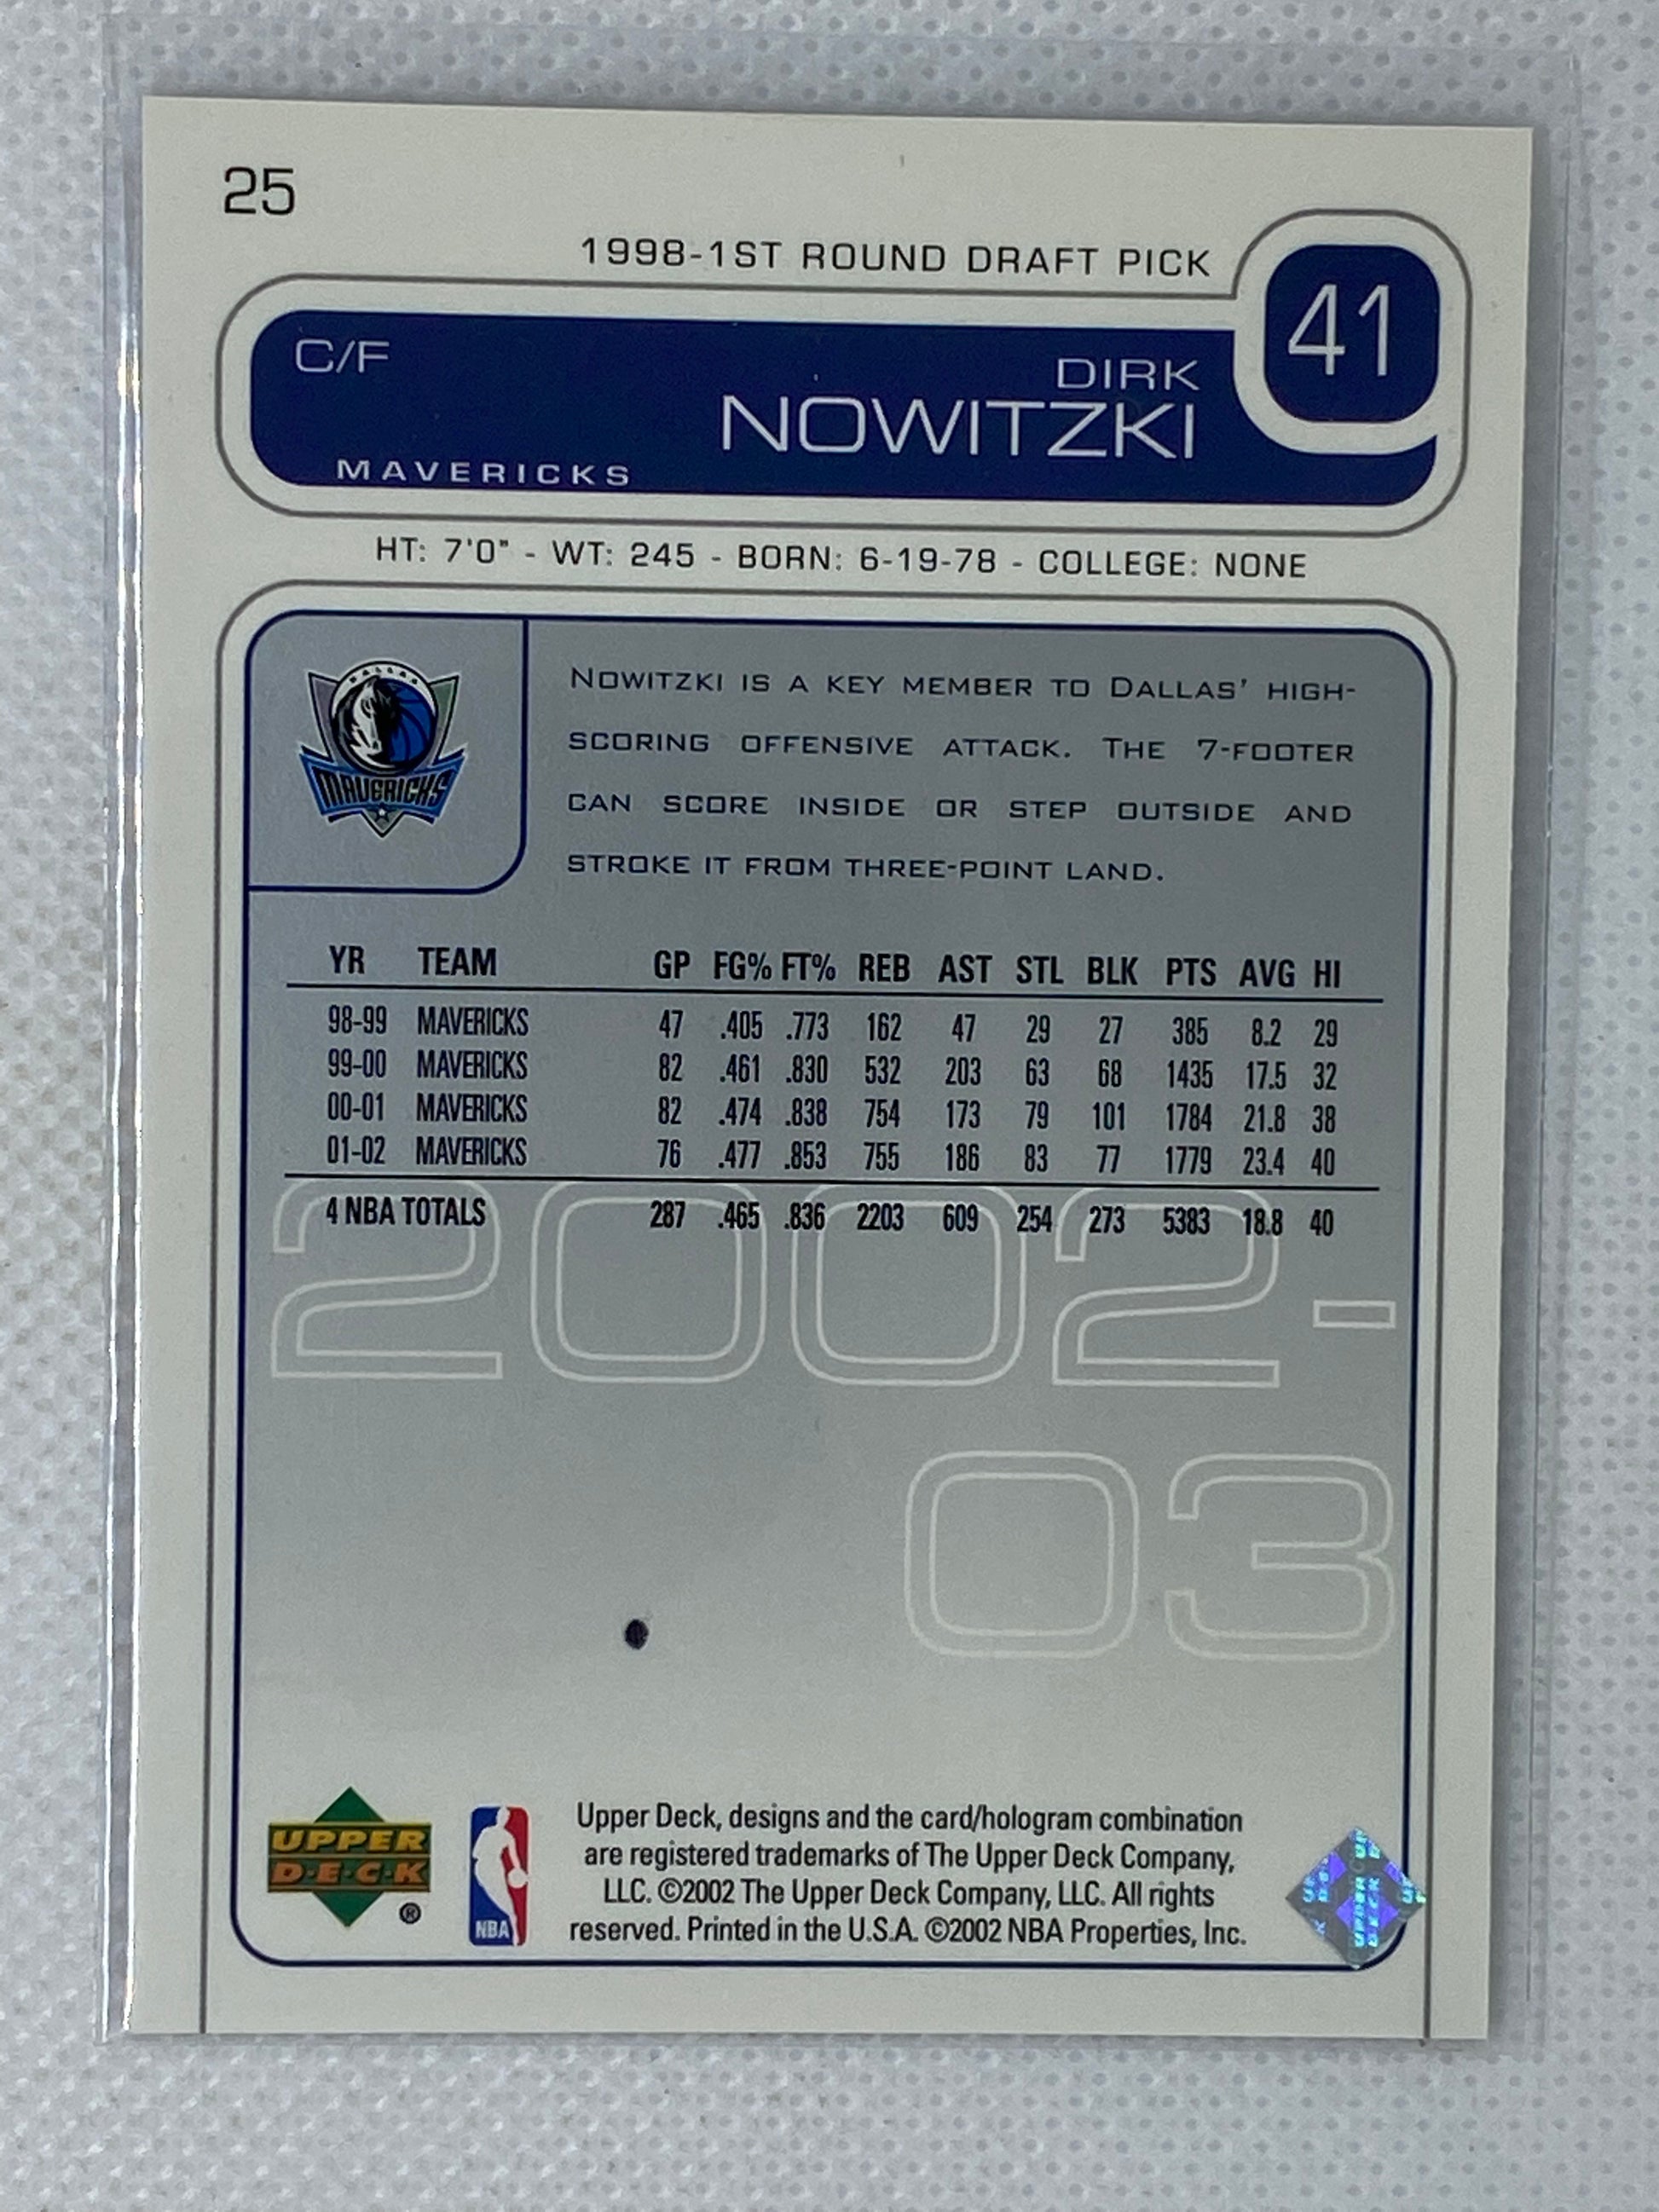 25
1998-1ST ROUND DRAFT PICK
41
C/F
DIRK
NOWITZKI
MAVERICKS
HT: 7'0" - WT: 245 - BORN: 6-19-78 - COLLEGE: NONE
DALLAS
MAVERICKS
NOWITZKI IS A KEY MEMBER TO DALLAS' HIGH-
SCORING OFFENSIVE ATTACK. THE 7-FOOTER
CAN SCORE INSIDE OR STEP OUTSIDE AND
STROKE IT FROM THREE-POINT LAND.
YR TEAM GP FG% FT% REB AST STL BLK PTS AVG HI
98-99 MAVERICKS 47 .405 .773 162 47 29 27 385 8.2 29
99-00 MAVERICKS 82 .461 .830 532 203 63 68 1435 17.5 32
00-01 MAVERICKS 82 .474 .838 754 173 79 101 1784 21.8 38
01-02 MAVERICKS 76 .477 .853 755 186 83 77 1779 23.4 40
4 NBA TOTALS 287 .465 .836 2203 609 254 273 5383 18.8 40
2002-
03
UPPER
D·E·C·K
®
NBA
Upper Deck, designs and the card/hologram combination
are registered trademarks of The Upper Deck Company,
LLC. ©2002 The Upper Deck Company, LLC. All rights
reserved. Printed in the U.S.A. ©2002 NBA Properties, Inc.